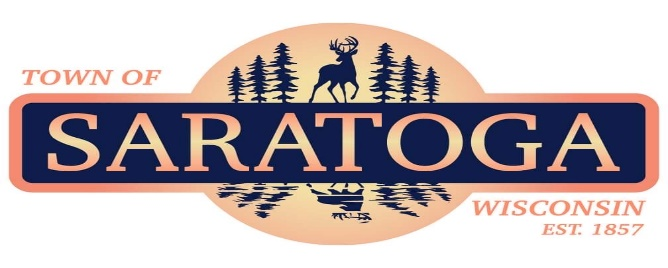 TOWN OF
SARATOGA
WISCONSIN
EST. 1857